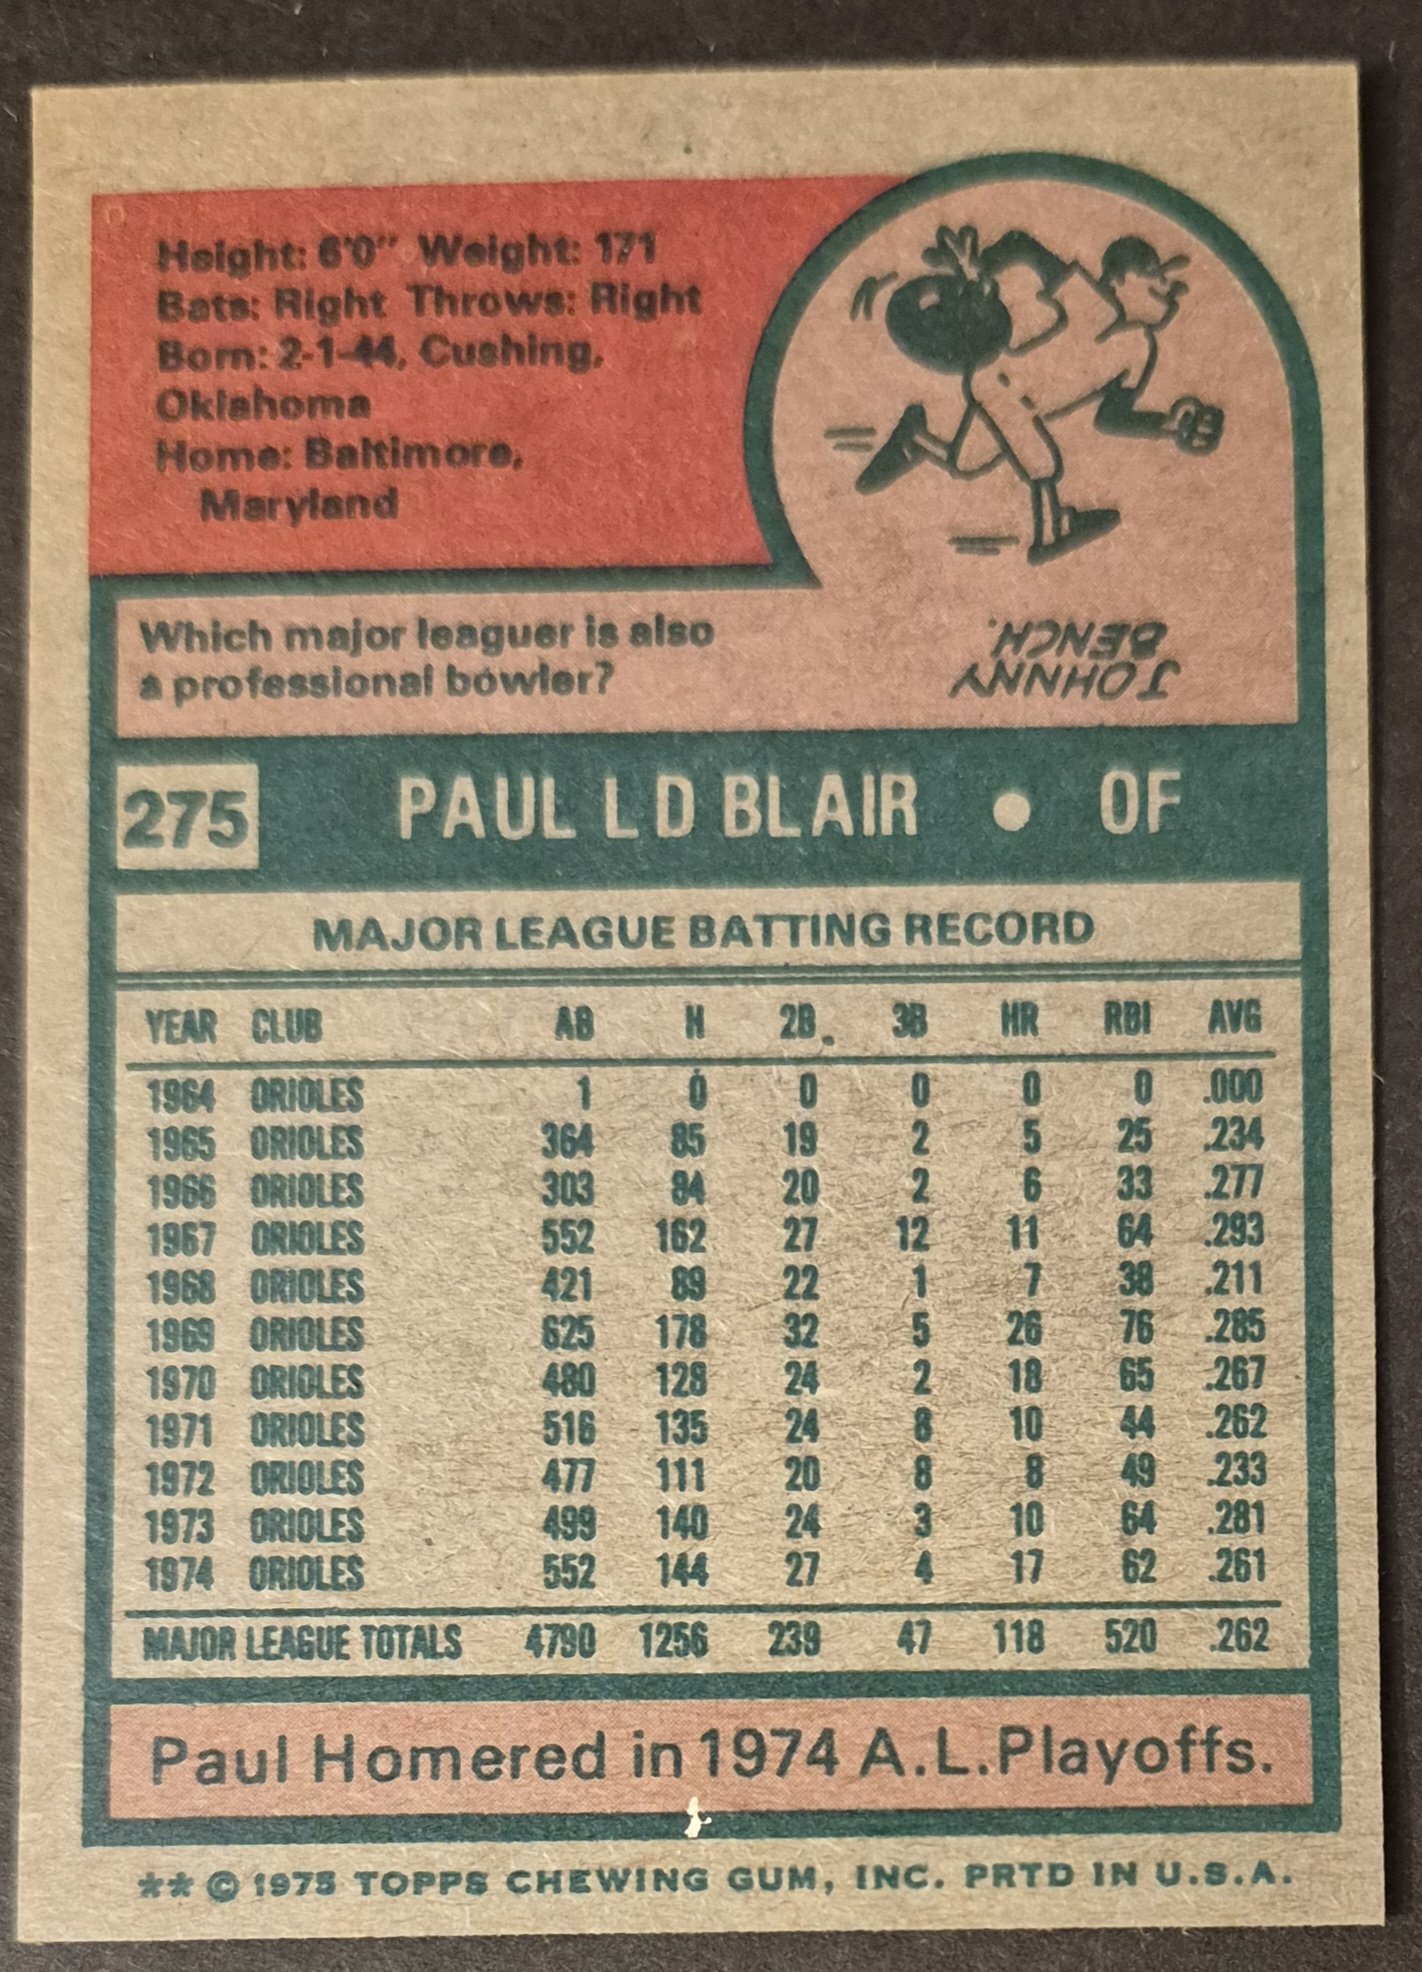 Height: 6'0" Weight: 171
Bats: Right Throws: Right
Born: 2-1-44, Cushing,
Oklahoma
Home: Baltimore,
Maryland
Which major leaguer is also
a professional bowler?
JOHNNY
BENCH.
275 PAUL L D BLAIR • OF
MAJOR LEAGUE BATTING RECORD
YEAR CLUB AB H 2B. 3B HR RBI AVG
1964 ORIOLES 1 0 0 0 0 0 .000
1965 ORIOLES 364 85 19 2 5 25 .234
1966 ORIOLES 303 84 20 2 6 33 .277
1967 ORIOLES 552 162 27 12 11 64 .293
1968 ORIOLES 421 89 22 1 7 38 .211
1969 ORIOLES 625 178 32 5 26 76 .285
1970 ORIOLES 480 128 24 2 18 65 .267
1971 ORIOLES 516 135 24 8 10 44 .262
1972 ORIOLES 477 111 20 8 8 49 .233
1973 ORIOLES 499 140 24 3 10 64 .281
1974 ORIOLES 552 144 27 4 17 62 .261
MAJOR LEAGUE TOTALS 4790 1256 239 47 118 520 .262
Paul Homered in 1974 A.L. Playoffs.
** © 1975 TOPPS CHEWING GUM, INC. PRTD IN U.S.A.